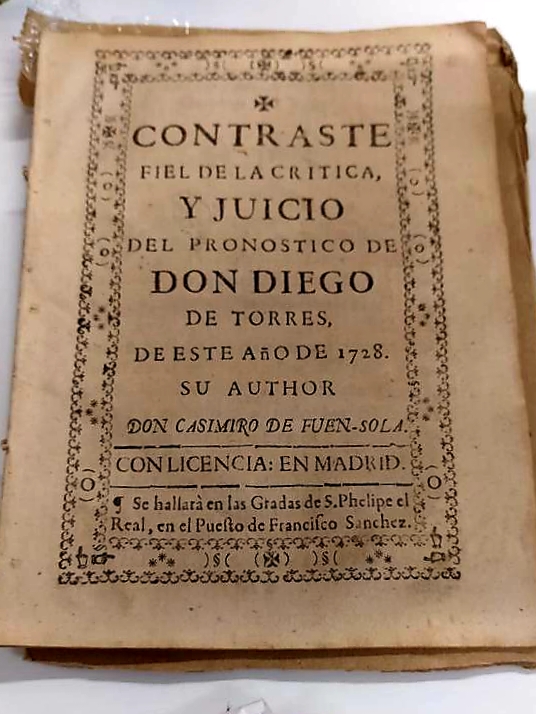 CONTRASTE
FIEL DE LA CRITICA,
Y JUICIO
DEL PRONOSTICO DE
DON DIEGO
DE TORRES,
DE ESTE AñO DE 1728.
SU AUTHOR
DON CASIMIRO DE FUEN-SOLA.
CON LICENCIA: EN MADRID.
¶ Se hallarà en las Gradas de S. Phelipe el
Real, en el Pueſto de Franciſco Sanchez.